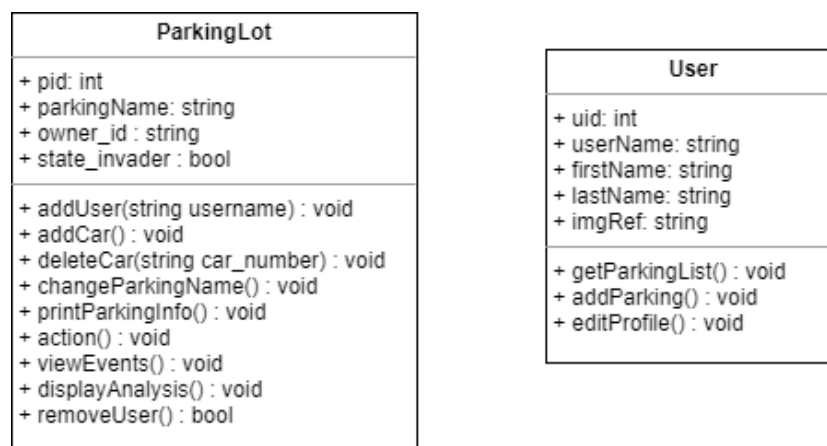 ParkingLot
+ pid: int
+ parkingName: string
+ owner_id : string
+ state_invader : bool
+ addUser(string username) : void
+ addCar() : void
+ deleteCar(string car_number) : void
+ changeParkingName() : void
+ printParkingInfo() : void
+ action() : void
+ viewEvents() : void
+ displayAnalysis() : void
+ removeUser() : bool
User
+ uid: int
+ userName: string
+ firstName: string
+ lastName: string
+ imgRef: string
+ getParkingList() : void
+ addParking() : void
+ editProfile() : void